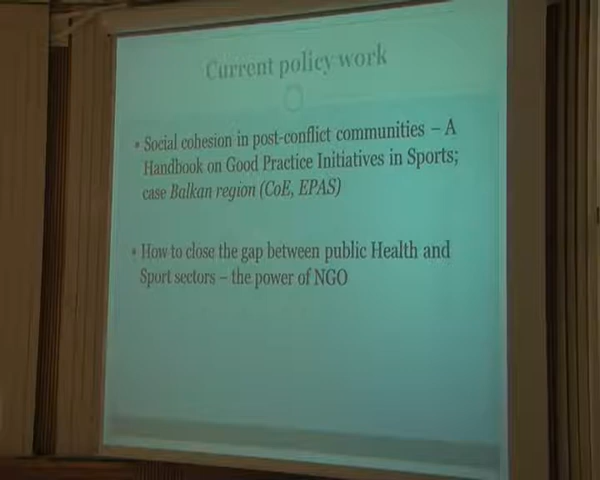 Current policy work
• Social cohesion in post-conflict communities – A
Handbook on Good Practice Initiatives in Sports;
case Balkan region (CoE, EPAS)
• How to close the gap between public Health and
Sport sectors – the power of NGO